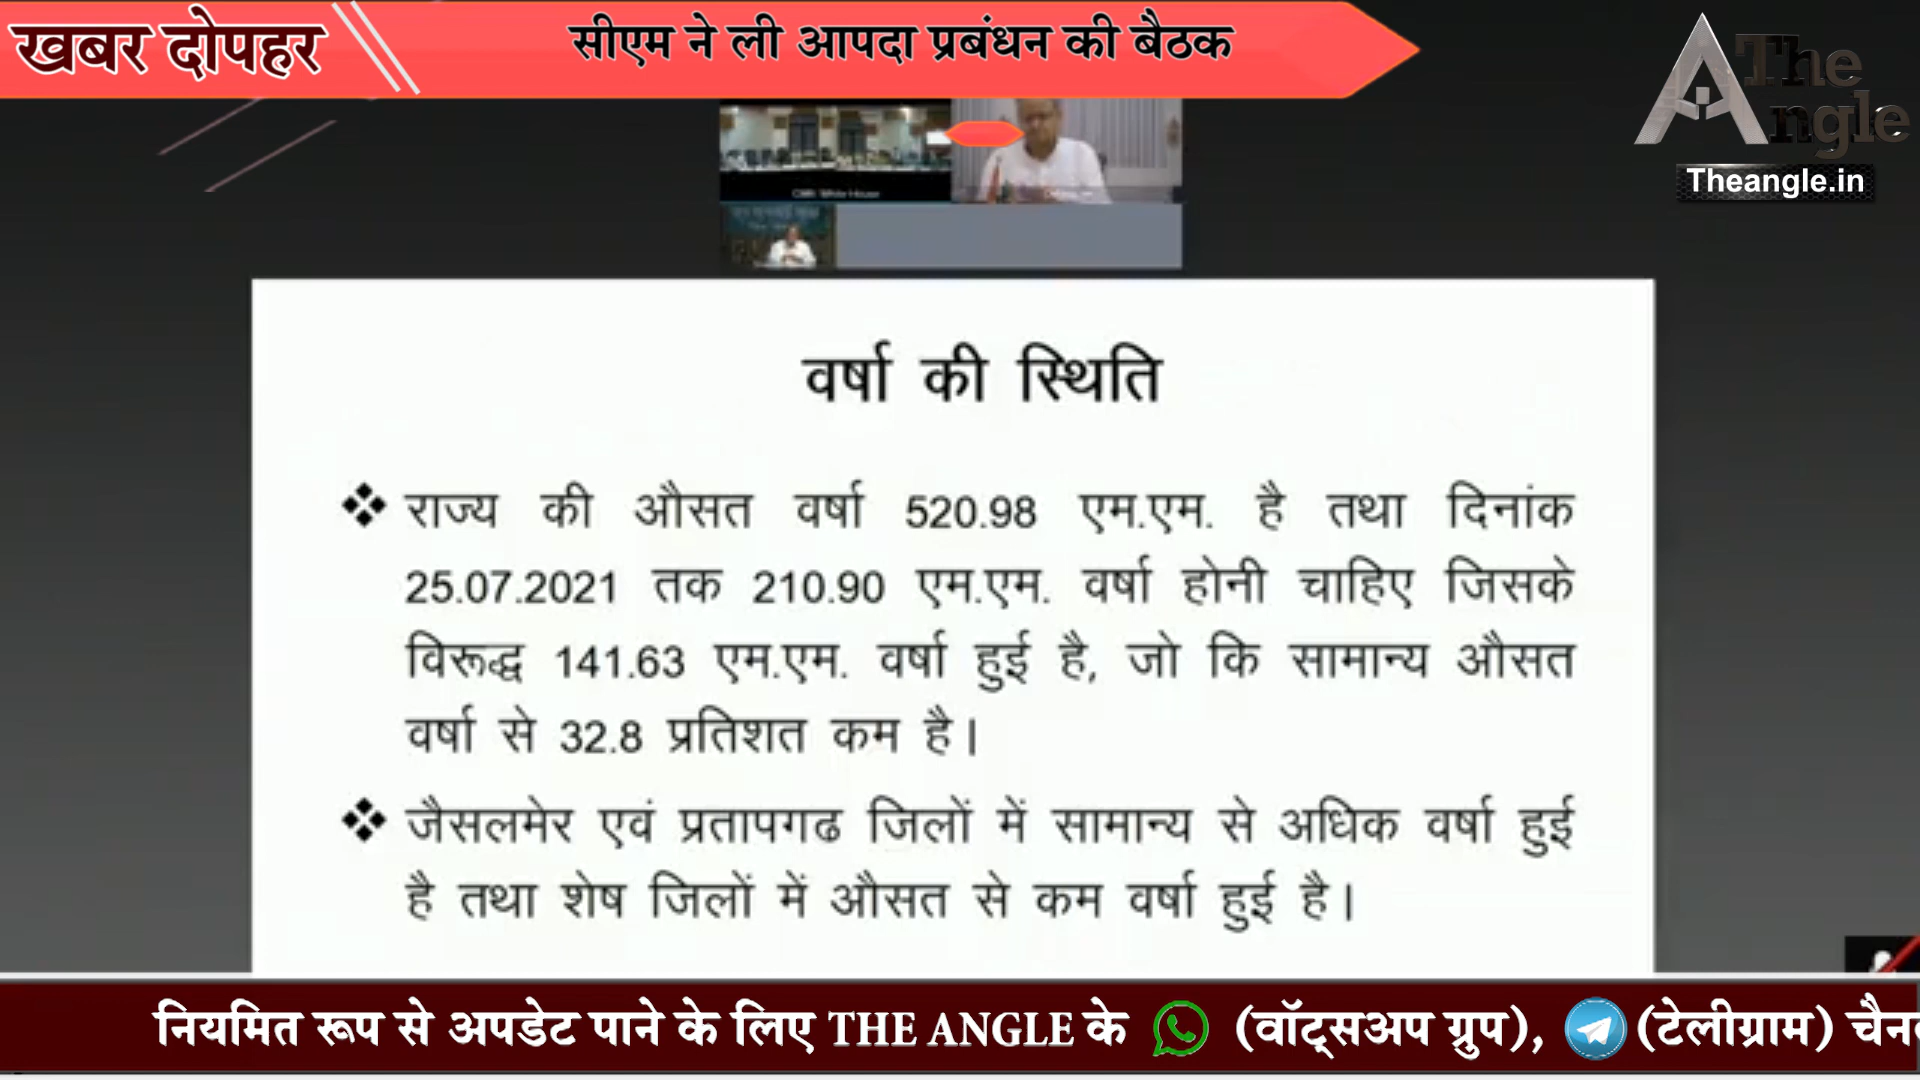 खबर दोपहर
सीएम ने ली आपदा प्रबंधन की बैठक
The
Angle
Theangle.in
वर्षा की स्थिति
❖ राज्य की औसत वर्षा 520.98 एम.एम. है तथा दिनांक
25.07.2021 तक 210.90 एम.एम. वर्षा होनी चाहिए जिसके
विरूद्ध 141.63 एम.एम. वर्षा हुई है, जो कि सामान्य औसत
वर्षा से 32.8 प्रतिशत कम है।
❖ जैसलमेर एवं प्रतापगढ जिलों में सामान्य से अधिक वर्षा हुई
है तथा शेष जिलों में औसत से कम वर्षा हुई है।
नियमित रूप से अपडेट पाने के लिए THE ANGLE के (वॉट्सअप ग्रुप), (टेलीग्राम)